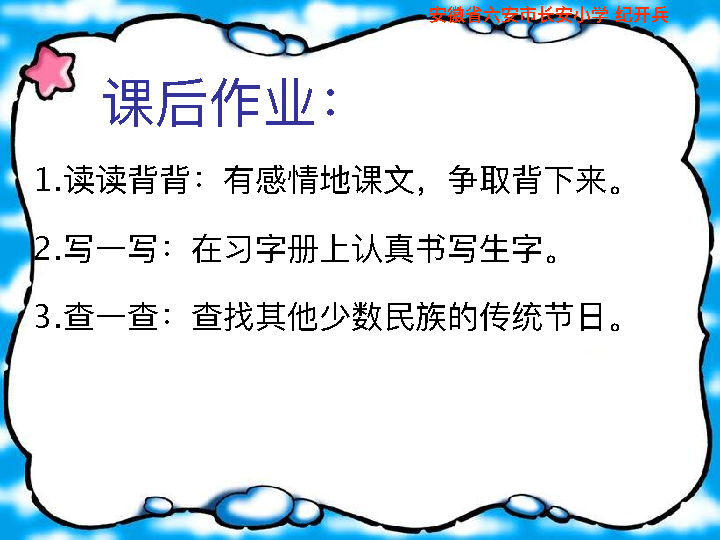 安徽省六安市长安小学 纪开兵
课后作业：
1.读读背背：有感情地课文，争取背下来。
2.写一写：在习字册上认真书写生字。
3.查一查：查找其他少数民族的传统节日。